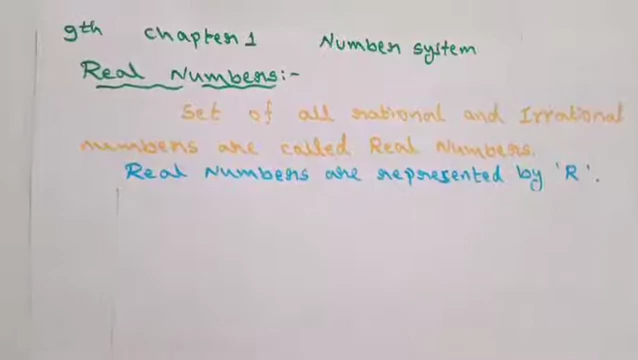 9th chapter 1 Number system
Real Numbers:-
Set of all rational and Irrational
numbers are called Real Numbers.
Real Numbers are represented by 'R'.